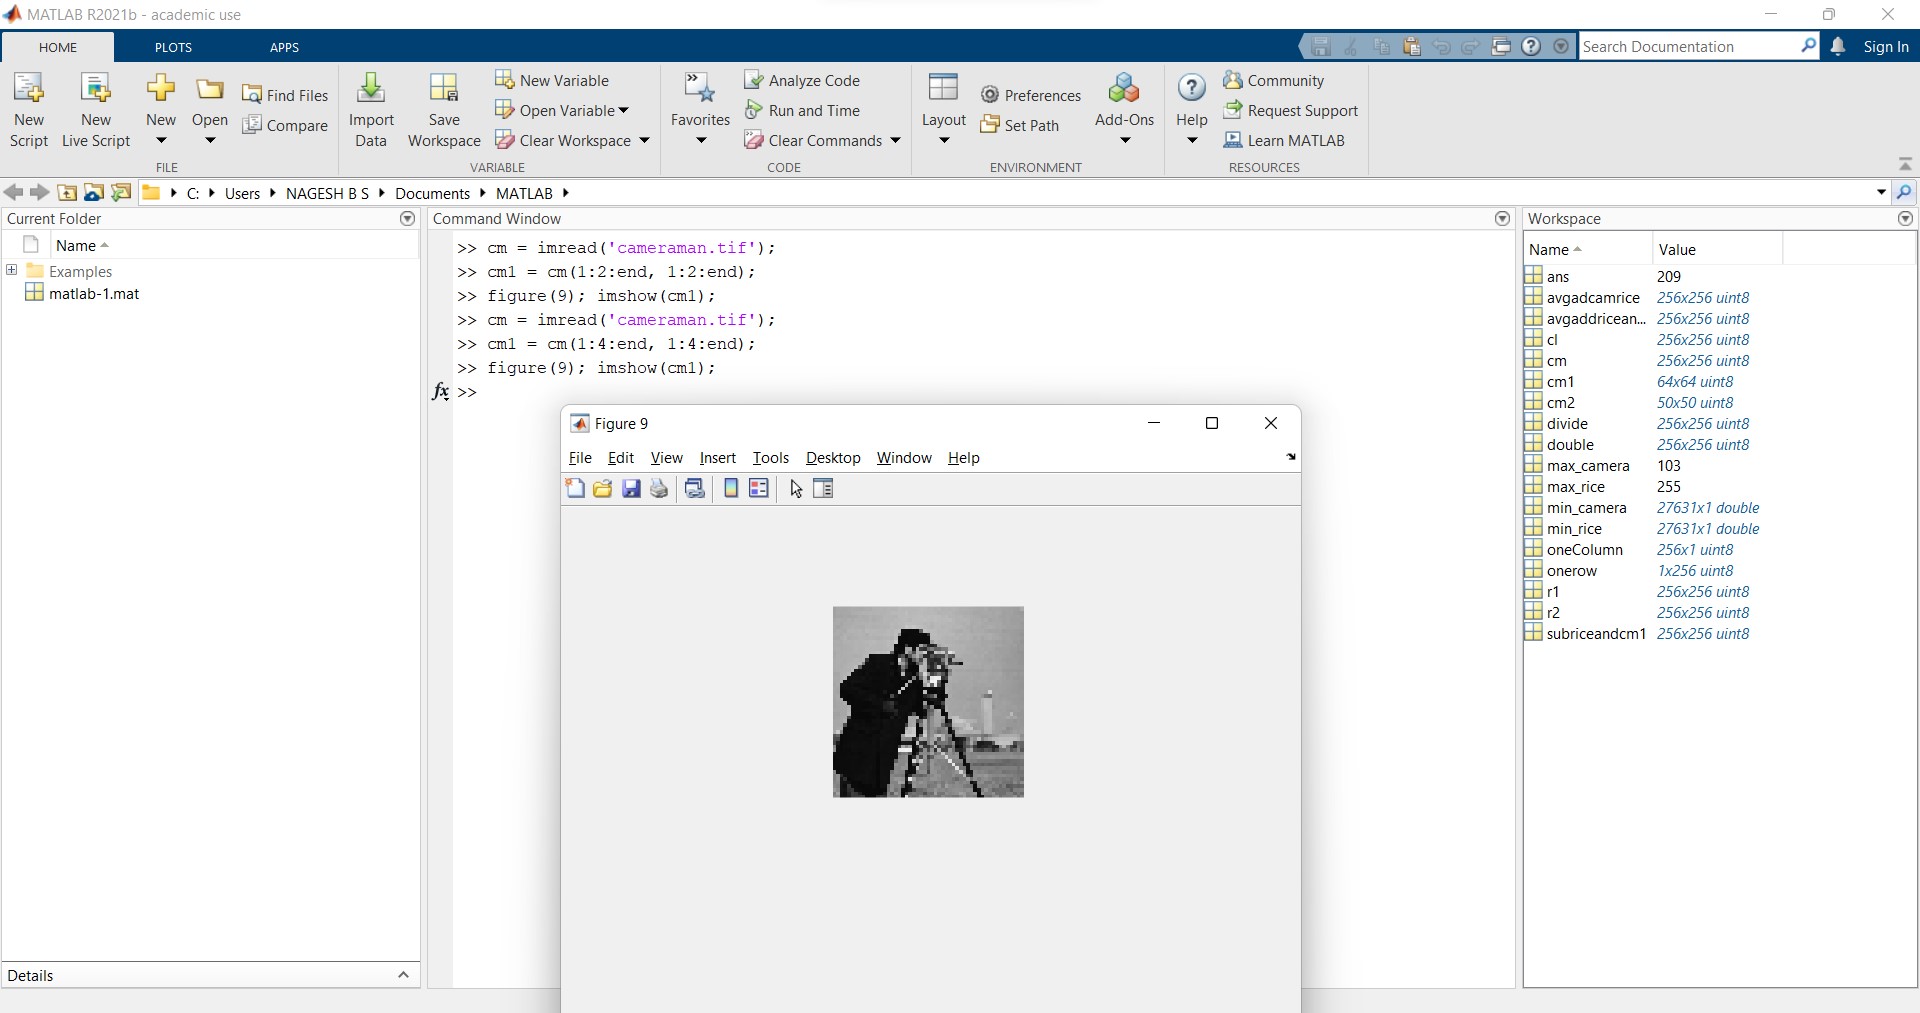 MATLAB R2021b - academic use
HOME PLOTS APPS
Search Documentation
Sign In
New Script
New Live Script
New
Open
Find Files
Compare
FILE
Import Data
Save Workspace
New Variable
Open Variable
Clear Workspace
VARIABLE
Favorites
Analyze Code
Run and Time
Clear Commands
CODE
Layout
Preferences
Set Path
Add-Ons
ENVIRONMENT
Help
Community
Request Support
Learn MATLAB
RESOURCES
C: Users NAGESH B S Documents MATLAB
Current Folder
Name
Examples
matlab-1.mat
Details
Command Window
>> cm = imread('cameraman.tif');
>> cm1 = cm(1:2:end, 1:2:end);
>> figure(9); imshow(cm1);
>> cm = imread('cameraman.tif');
>> cm1 = cm(1:4:end, 1:4:end);
>> figure(9); imshow(cm1);
fx >>
Figure 9
File Edit View Insert Tools Desktop Window Help
Workspace
Name Value
ans 209
avgadcamrice 256x256 uint8
avgaddricean... 256x256 uint8
cl 256x256 uint8
cm 256x256 uint8
cm1 64x64 uint8
cm2 50x50 uint8
divide 256x256 uint8
double 256x256 uint8
max_camera 103
max_rice 255
min_camera 27631x1 double
min_rice 27631x1 double
oneColumn 256x1 uint8
onerow 1x256 uint8
r1 256x256 uint8
r2 256x256 uint8
subriceandcm1 256x256 uint8